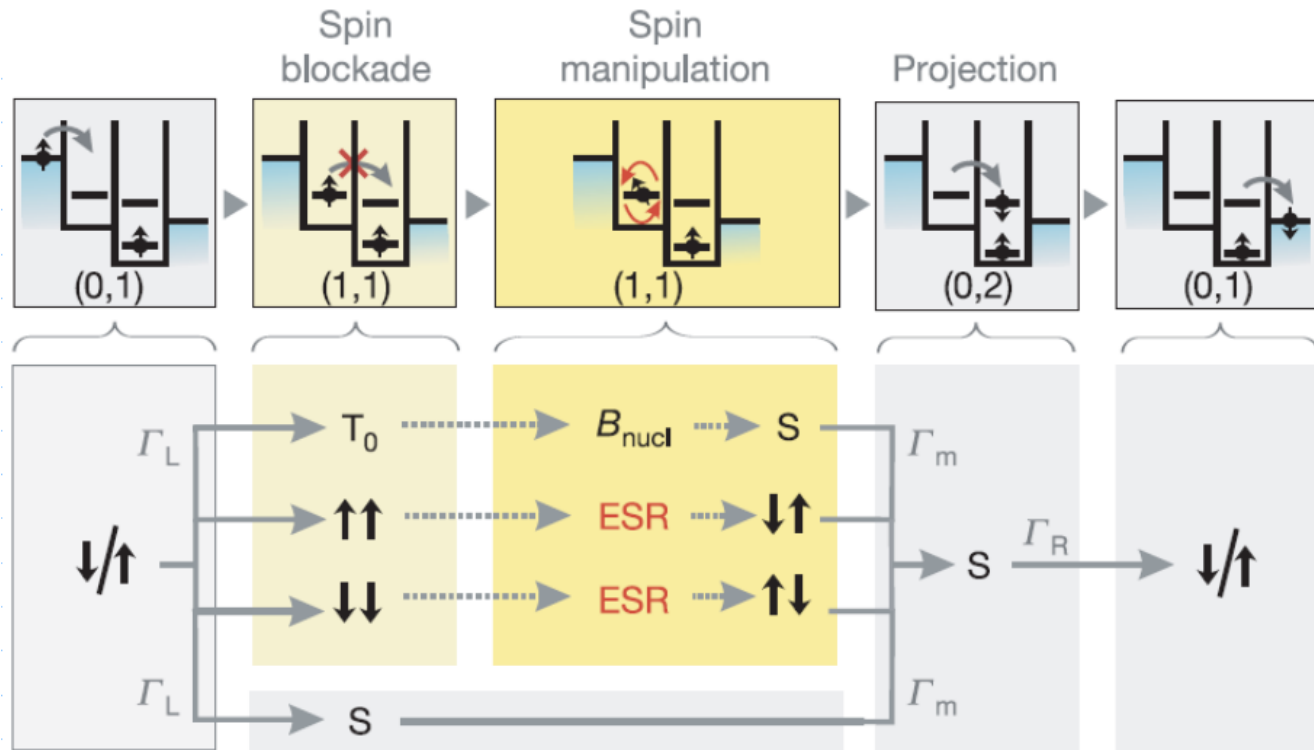 Spin
blockade
Spin
manipulation
Projection
(0,1)
(1,1)
(1,1)
(0,2)
(0,1)
Γ_L
T_0
B_nucl
S
Γ_m
↑↑
ESR
↓↑
↓/↑
S
Γ_R
↓/↑
↓↓
ESR
↑↓
Γ_L
S
Γ_m